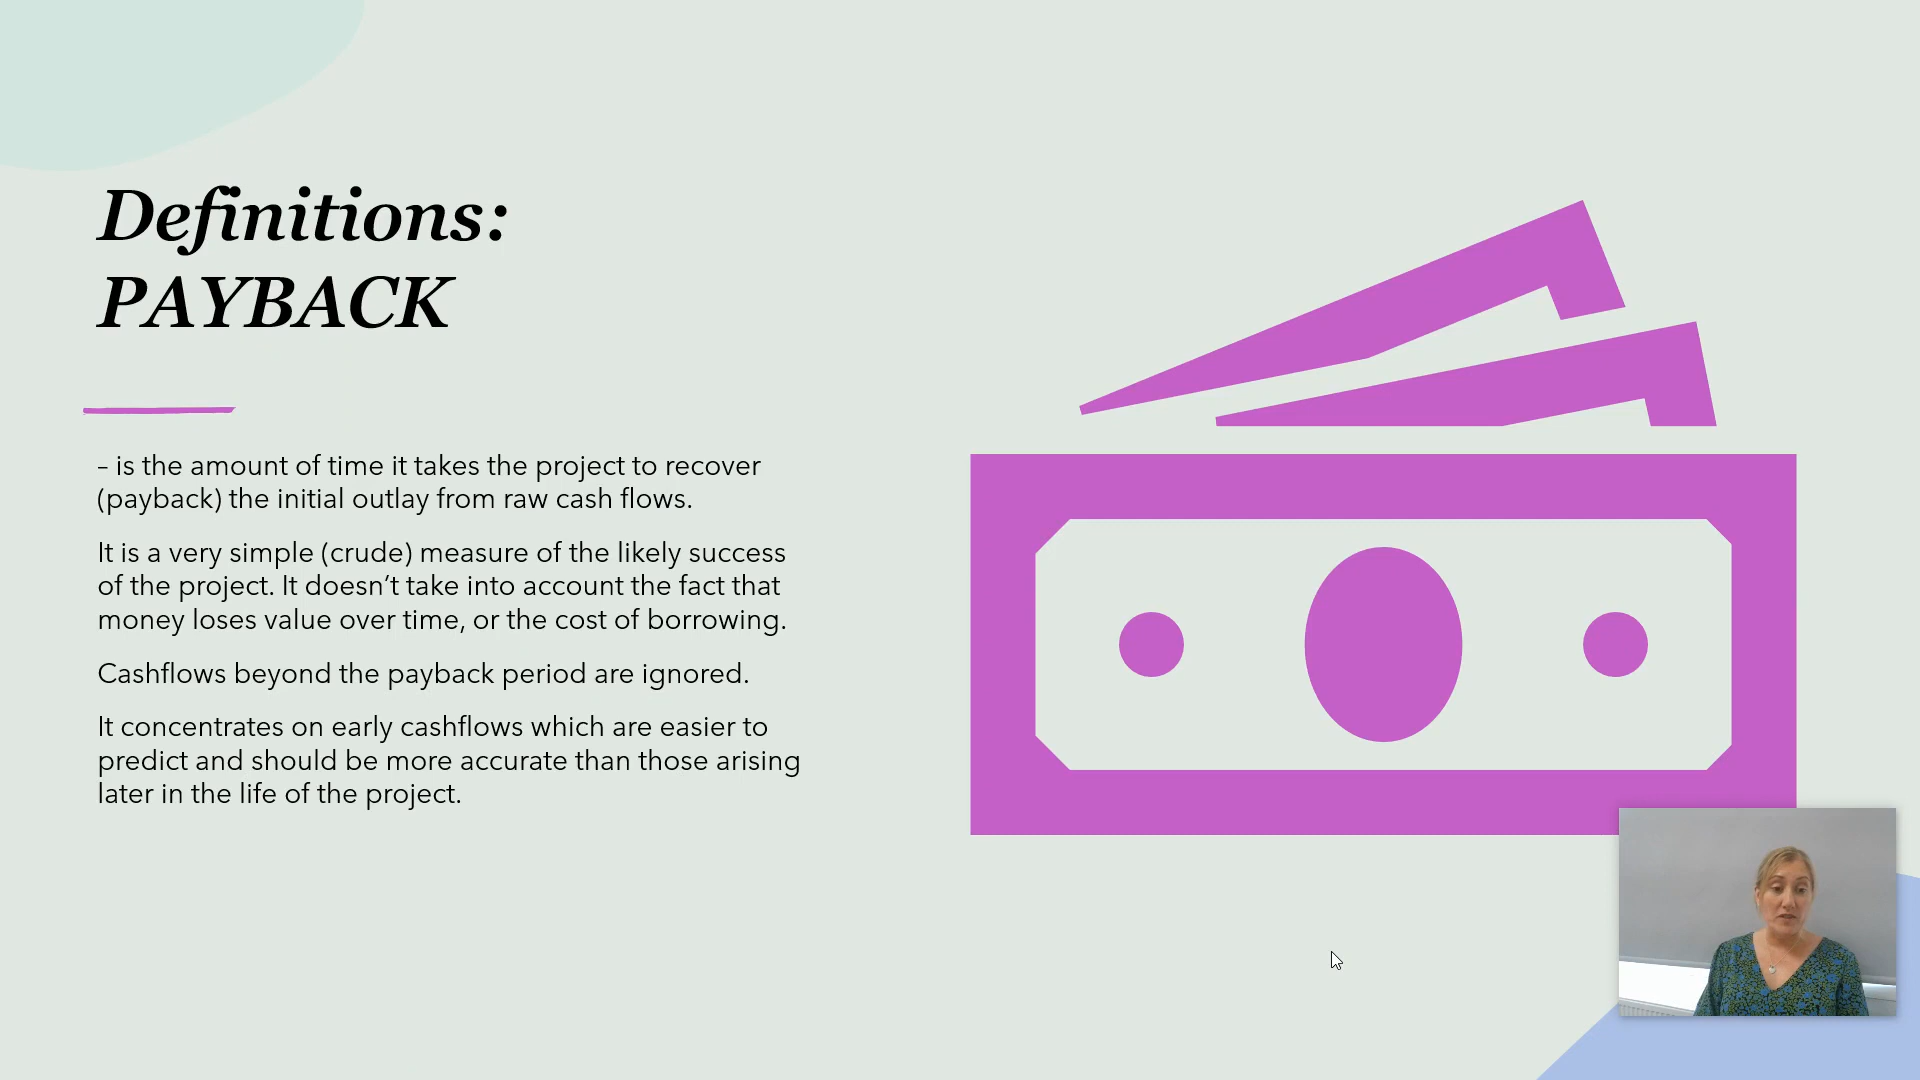 Definitions:
PAYBACK
– is the amount of time it takes the project to recover
(payback) the initial outlay from raw cash flows.
It is a very simple (crude) measure of the likely success
of the project. It doesn’t take into account the fact that
money loses value over time, or the cost of borrowing.
Cashflows beyond the payback period are ignored.
It concentrates on early cashflows which are easier to
predict and should be more accurate than those arising
later in the life of the project.